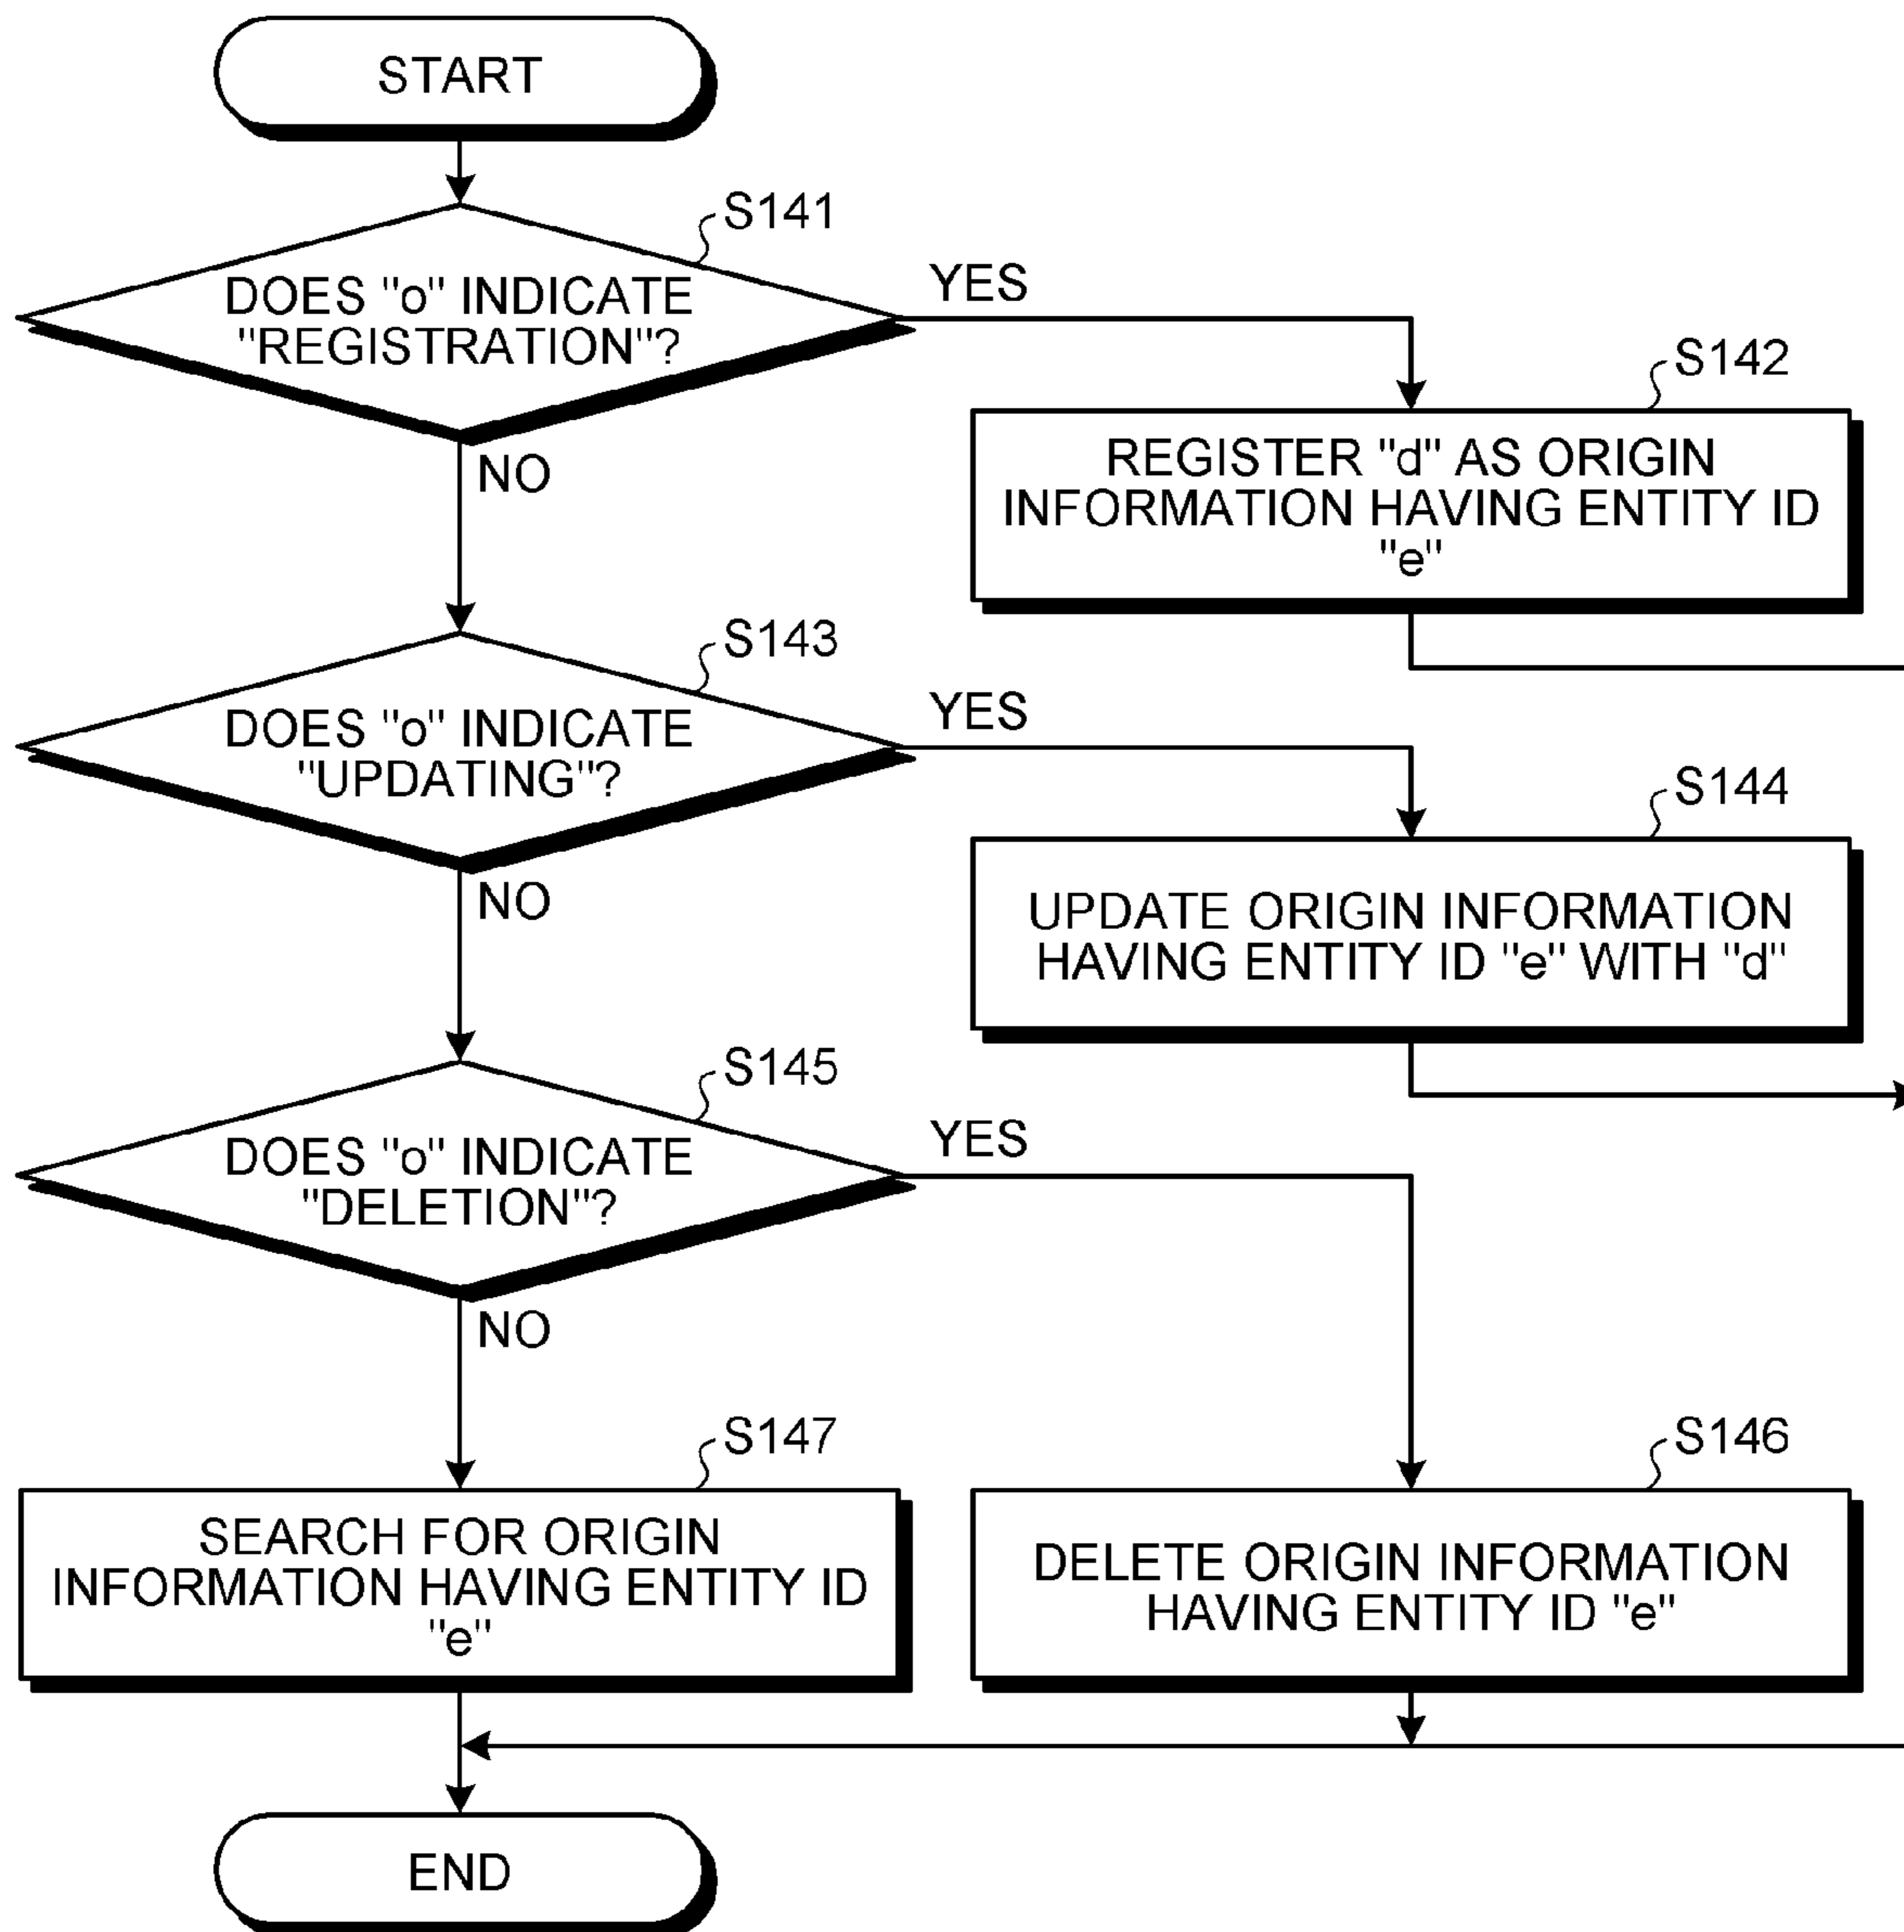 START
S141
DOES "o" INDICATE
"REGISTRATION"?
YES
NO
S142
REGISTER "d" AS ORIGIN
INFORMATION HAVING ENTITY ID
"e"
S143
DOES "o" INDICATE
"UPDATING"?
YES
NO
S144
UPDATE ORIGIN INFORMATION
HAVING ENTITY ID "e" WITH "d"
S145
DOES "o" INDICATE
"DELETION"?
YES
NO
S147
SEARCH FOR ORIGIN
INFORMATION HAVING ENTITY ID
"e"
S146
DELETE ORIGIN INFORMATION
HAVING ENTITY ID "e"
END